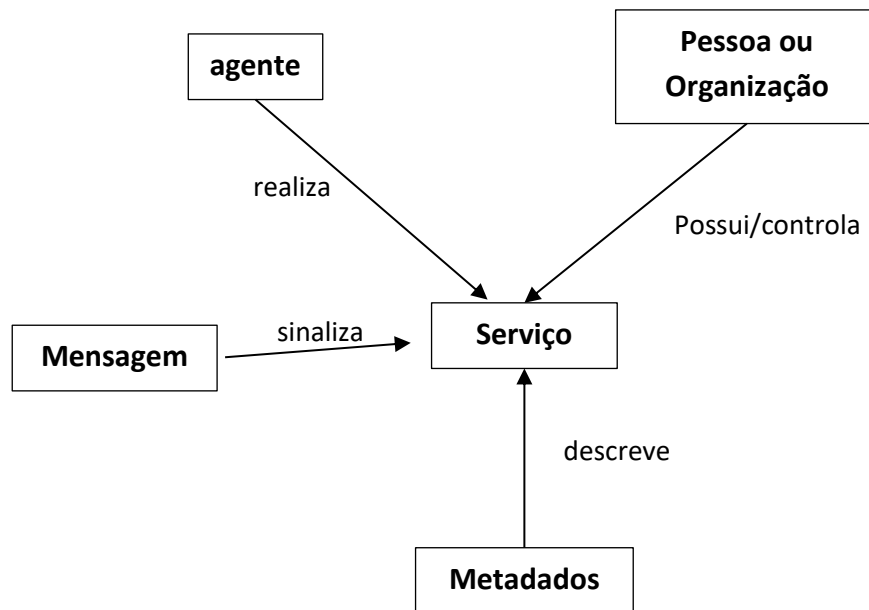 agente
Pessoa ou
Organização
realiza
Possui/controla
Mensagem
sinaliza
Serviço
descreve
Metadados